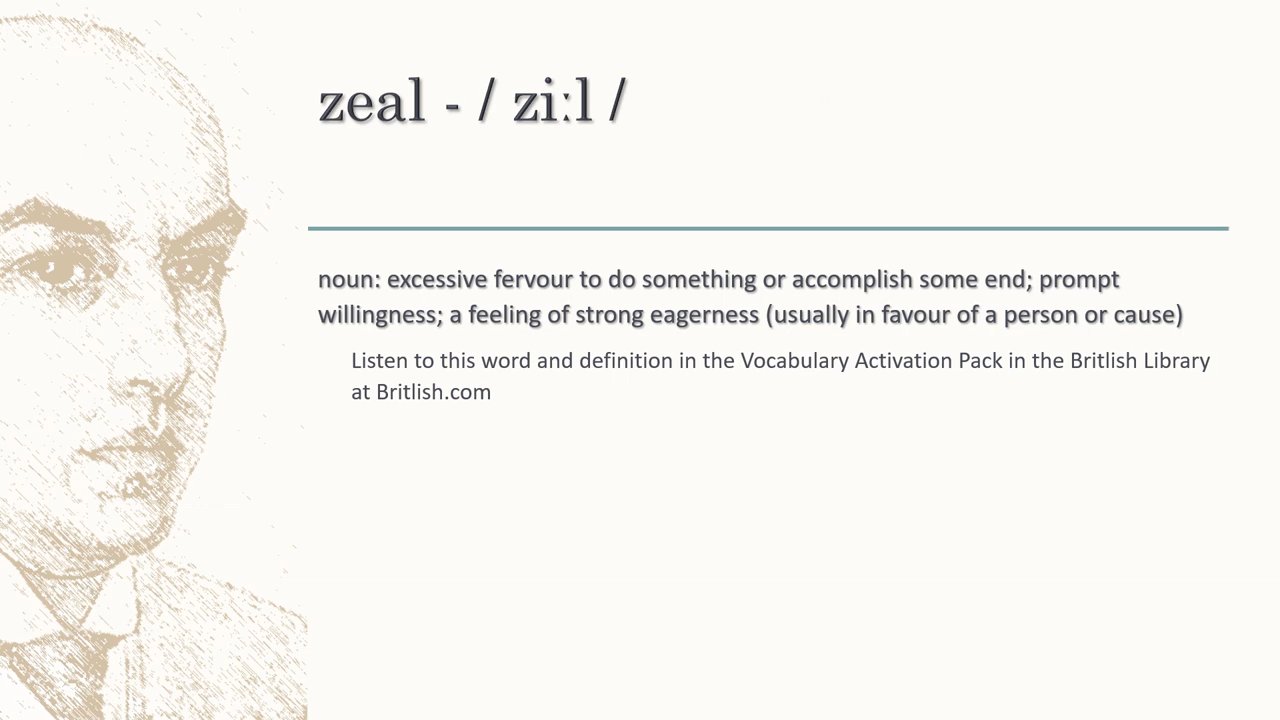 zeal - / ziːl /
noun: excessive fervour to do something or accomplish some end; prompt
willingness; a feeling of strong eagerness (usually in favour of a person or cause)
Listen to this word and definition in the Vocabulary Activation Pack in the Britlish Library
at Britlish.com